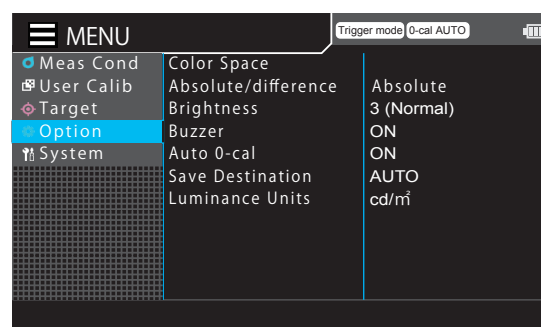 MENU
Trigger mode 0-cal AUTO
Meas Cond
User Calib
Target
Option
System
Color Space
Absolute/difference Absolute
Brightness 3 (Normal)
Buzzer ON
Auto 0-cal ON
Save Destination AUTO
Luminance Units cd/㎡